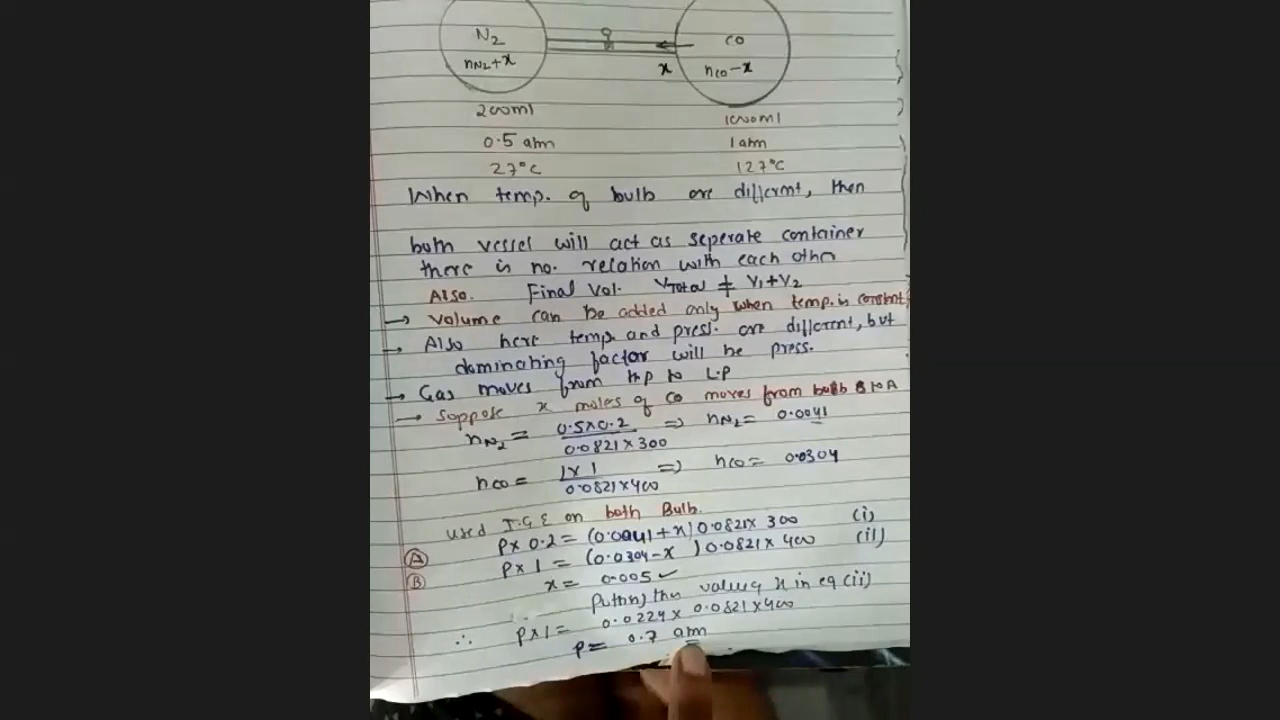 N2 CO
nN2+x x nCO-x
200ml 1000ml
0.5 atm 1 atm
27°C 127°C
When temp. of bulb are different, then
both vessel will act as seperate container
there is no. relation with each other
Also. Final Vol. VTotal ≠ V1+V2
→ Volume can be added only when temp. is constant
→ Also here temp. and press. are different, but
dominating factor will be press.
→ Gas moves from H.P to L.P
→ Soppose x moles of CO moves from bulb B to A
nN2 = 0.5×0.2 / 0.0821×300 ⇒ nN2= 0.0041
nCO = 1×1 / 0.0821×400 ⇒ nCO= 0.0304
used I.G.E on both Bulb.
(A) P×0.2= (0.0041+x)0.0821×300 (i)
(B) P×1= (0.0304-x)0.0821×400 (ii)
x= 0.005 ✓
Putting the value of x in eq(ii)
∴ P×1= 0.0224×0.0821×400
P= 0.7 atm